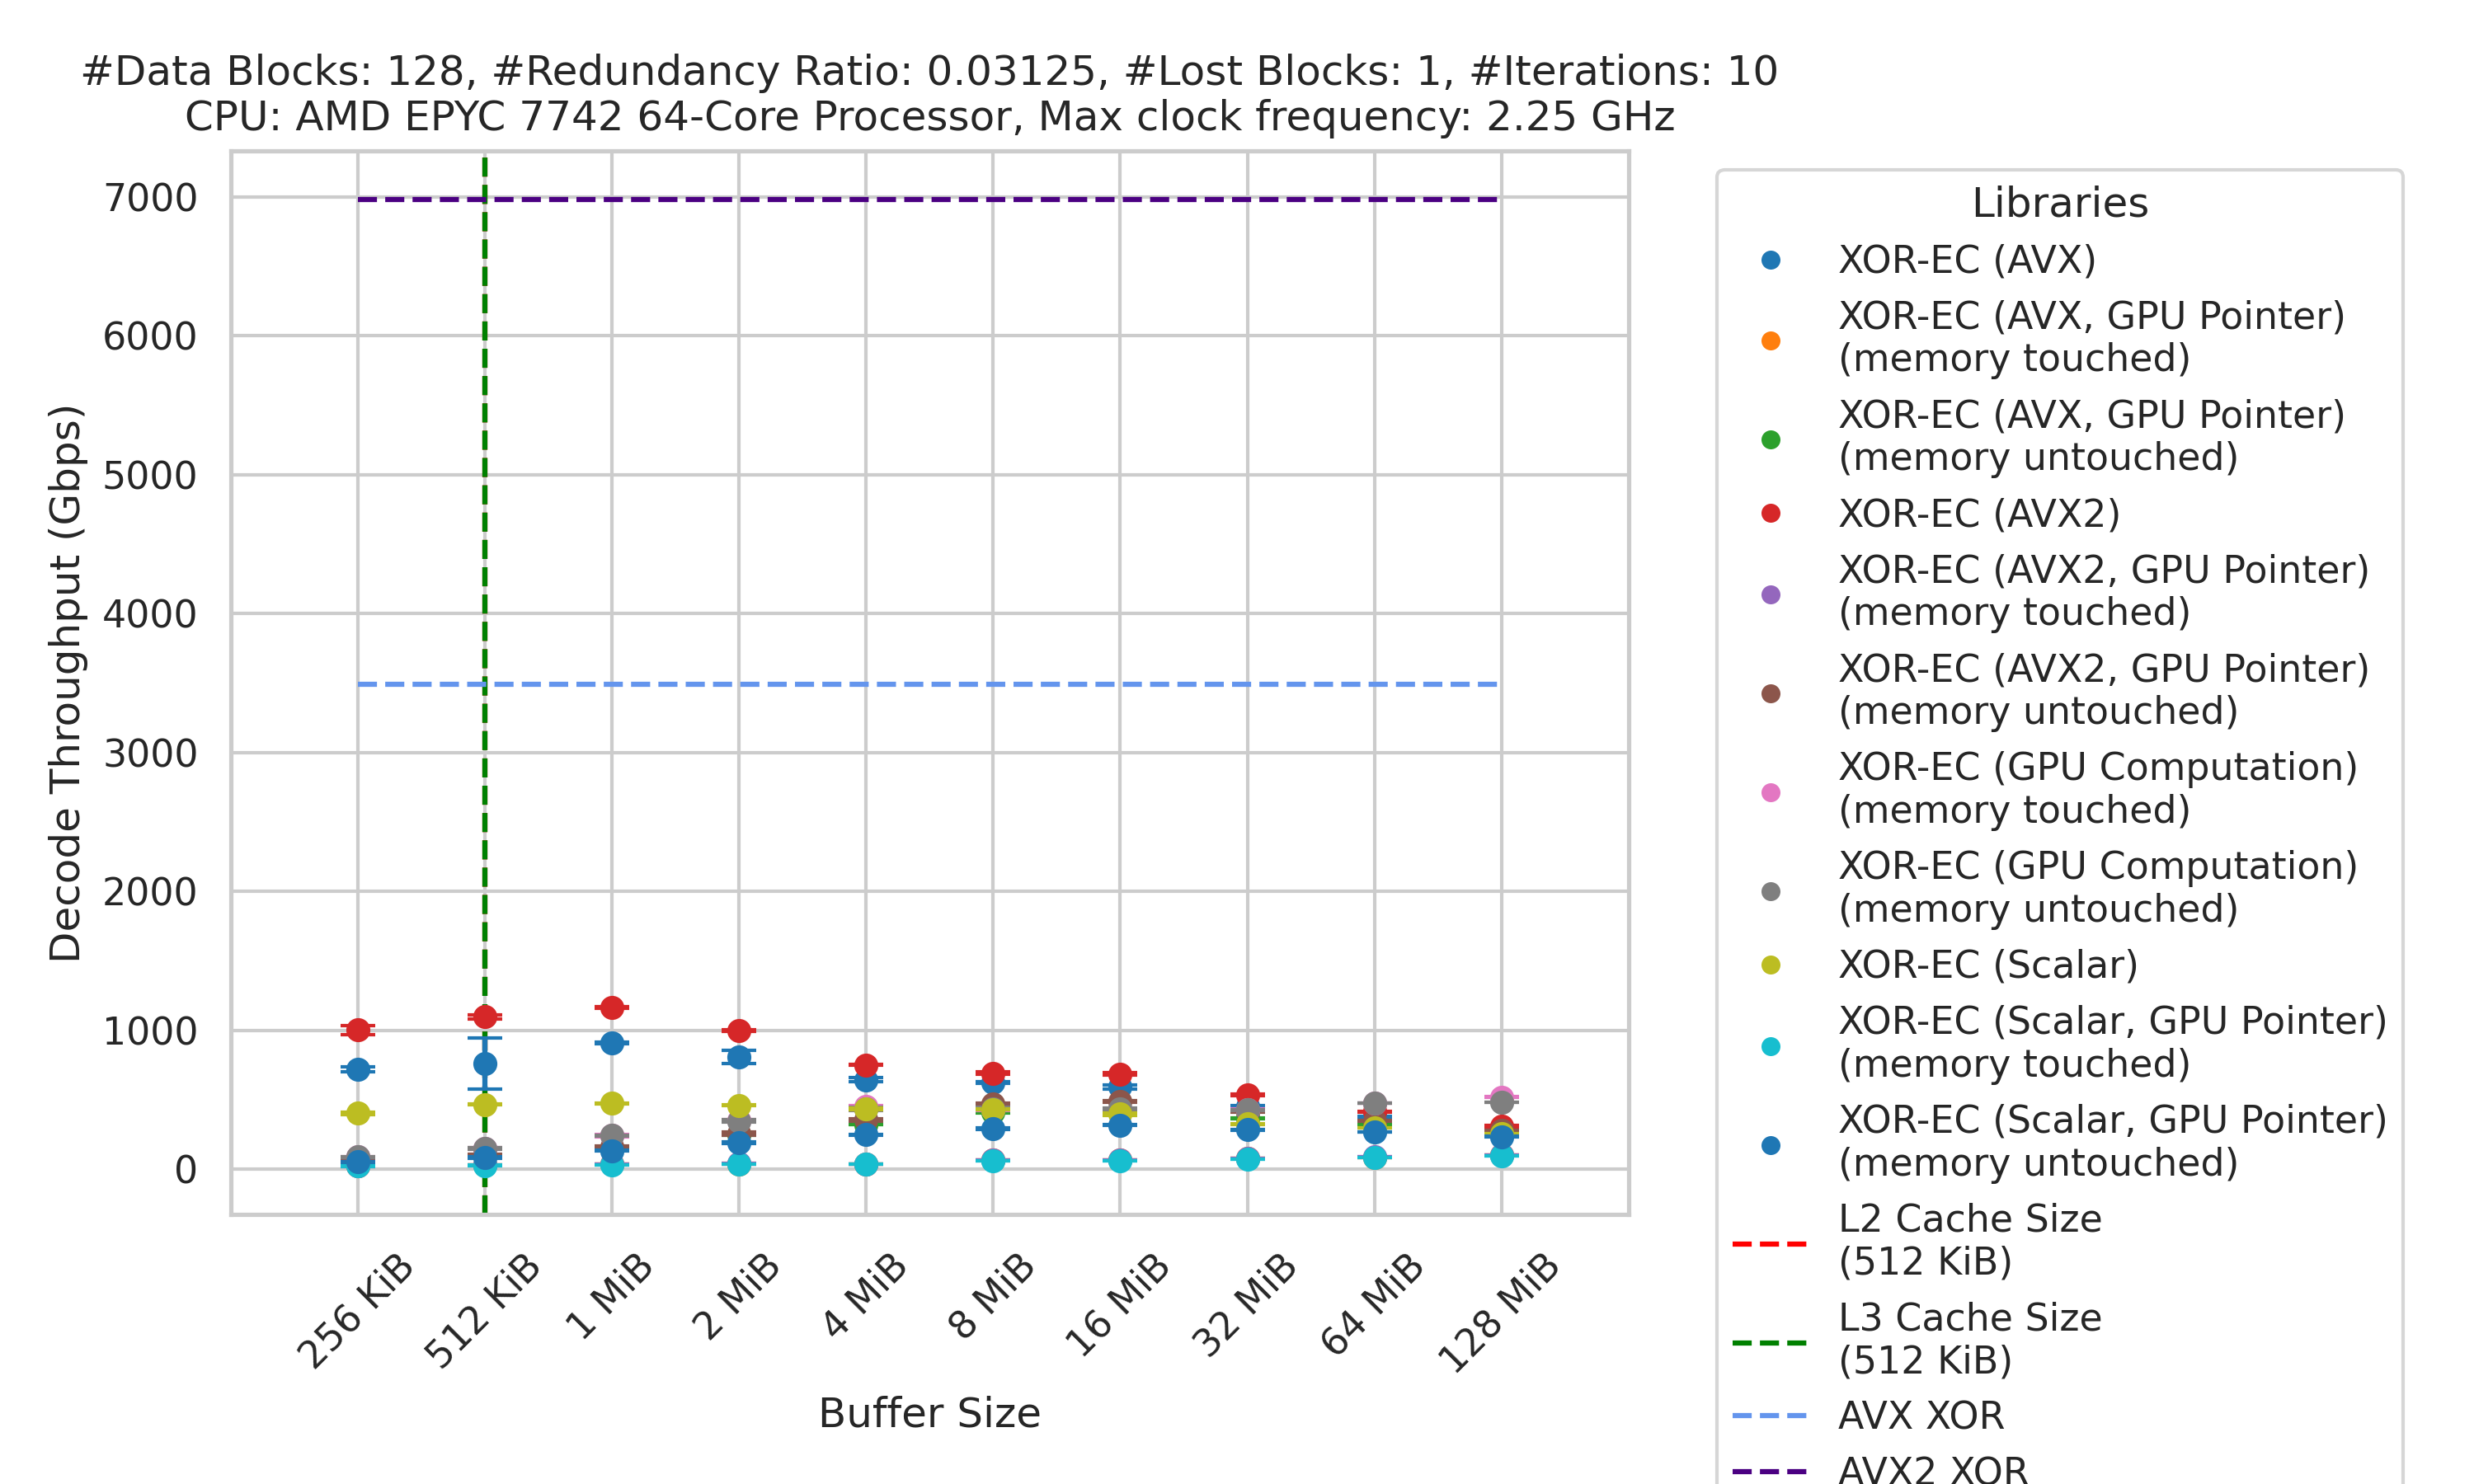 #Data Blocks: 128, #Redundancy Ratio: 0.03125, #Lost Blocks: 1, #Iterations: 10
CPU: AMD EPYC 7742 64-Core Processor, Max clock frequency: 2.25 GHz
Decode Throughput (Gbps)
7000
6000
5000
4000
3000
2000
1000
0
256 KiB
512 KiB
1 MiB
2 MiB
4 MiB
8 MiB
16 MiB
32 MiB
64 MiB
128 MiB
Buffer Size
Libraries
XOR-EC (AVX)
XOR-EC (AVX, GPU Pointer)
(memory touched)
XOR-EC (AVX, GPU Pointer)
(memory untouched)
XOR-EC (AVX2)
XOR-EC (AVX2, GPU Pointer)
(memory touched)
XOR-EC (AVX2, GPU Pointer)
(memory untouched)
XOR-EC (GPU Computation)
(memory touched)
XOR-EC (GPU Computation)
(memory untouched)
XOR-EC (Scalar)
XOR-EC (Scalar, GPU Pointer)
(memory touched)
XOR-EC (Scalar, GPU Pointer)
(memory untouched)
L2 Cache Size
(512 KiB)
L3 Cache Size
(512 KiB)
AVX XOR
AVX2 XOR